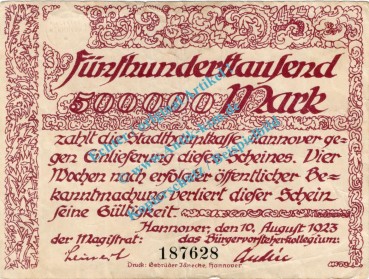 Fünfhunderttausend
500000 Mark
zahlt die Stadthauptkasse Hannover ge-
gen Einlieferung dieses Scheines. Vier
Wochen nach erfolgter öffentlicher Be-
kanntmachung verliert dieser Schein
seine Gültigkeit.
Hannover, den 10. August 1923
der Magistrat: das Bürgervorsteherkollegium:
187628
Druck: Gebrüder Jänecke, Hannover